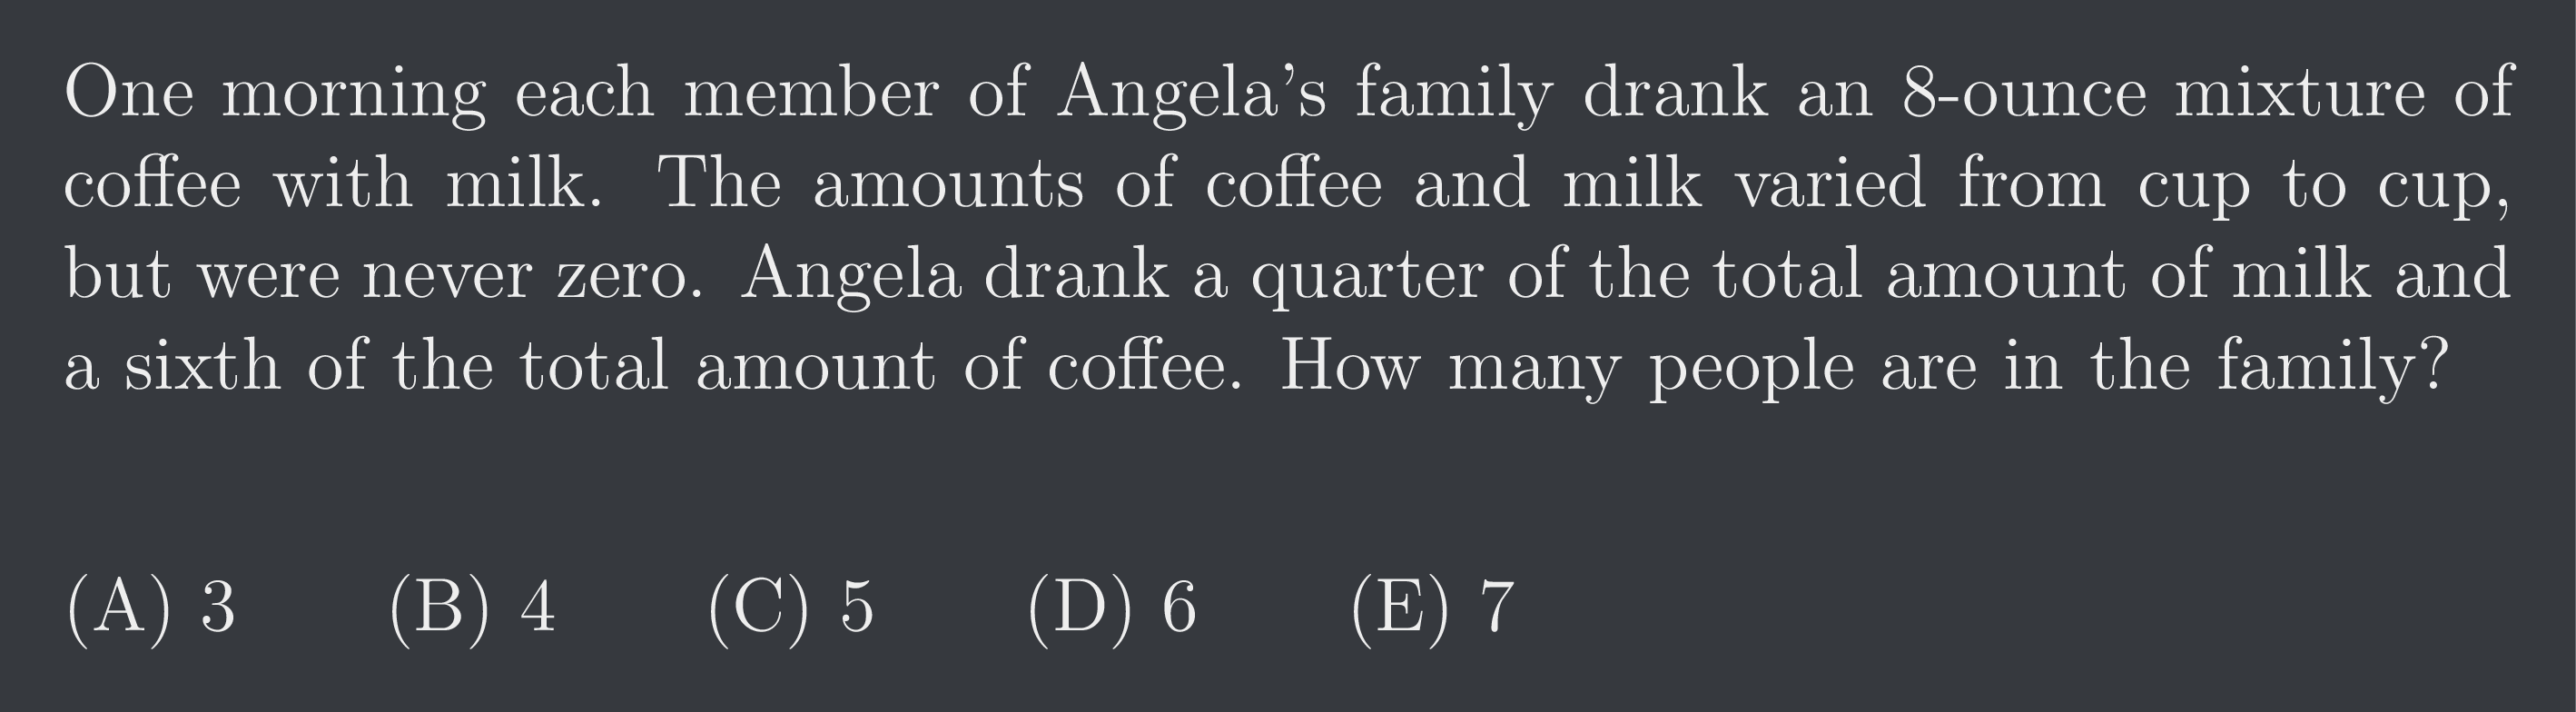 One morning each member of Angela’s family drank an 8-ounce mixture of
coffee with milk. The amounts of coffee and milk varied from cup to cup,
but were never zero. Angela drank a quarter of the total amount of milk and
a sixth of the total amount of coffee. How many people are in the family?
(A) 3 (B) 4 (C) 5 (D) 6 (E) 7